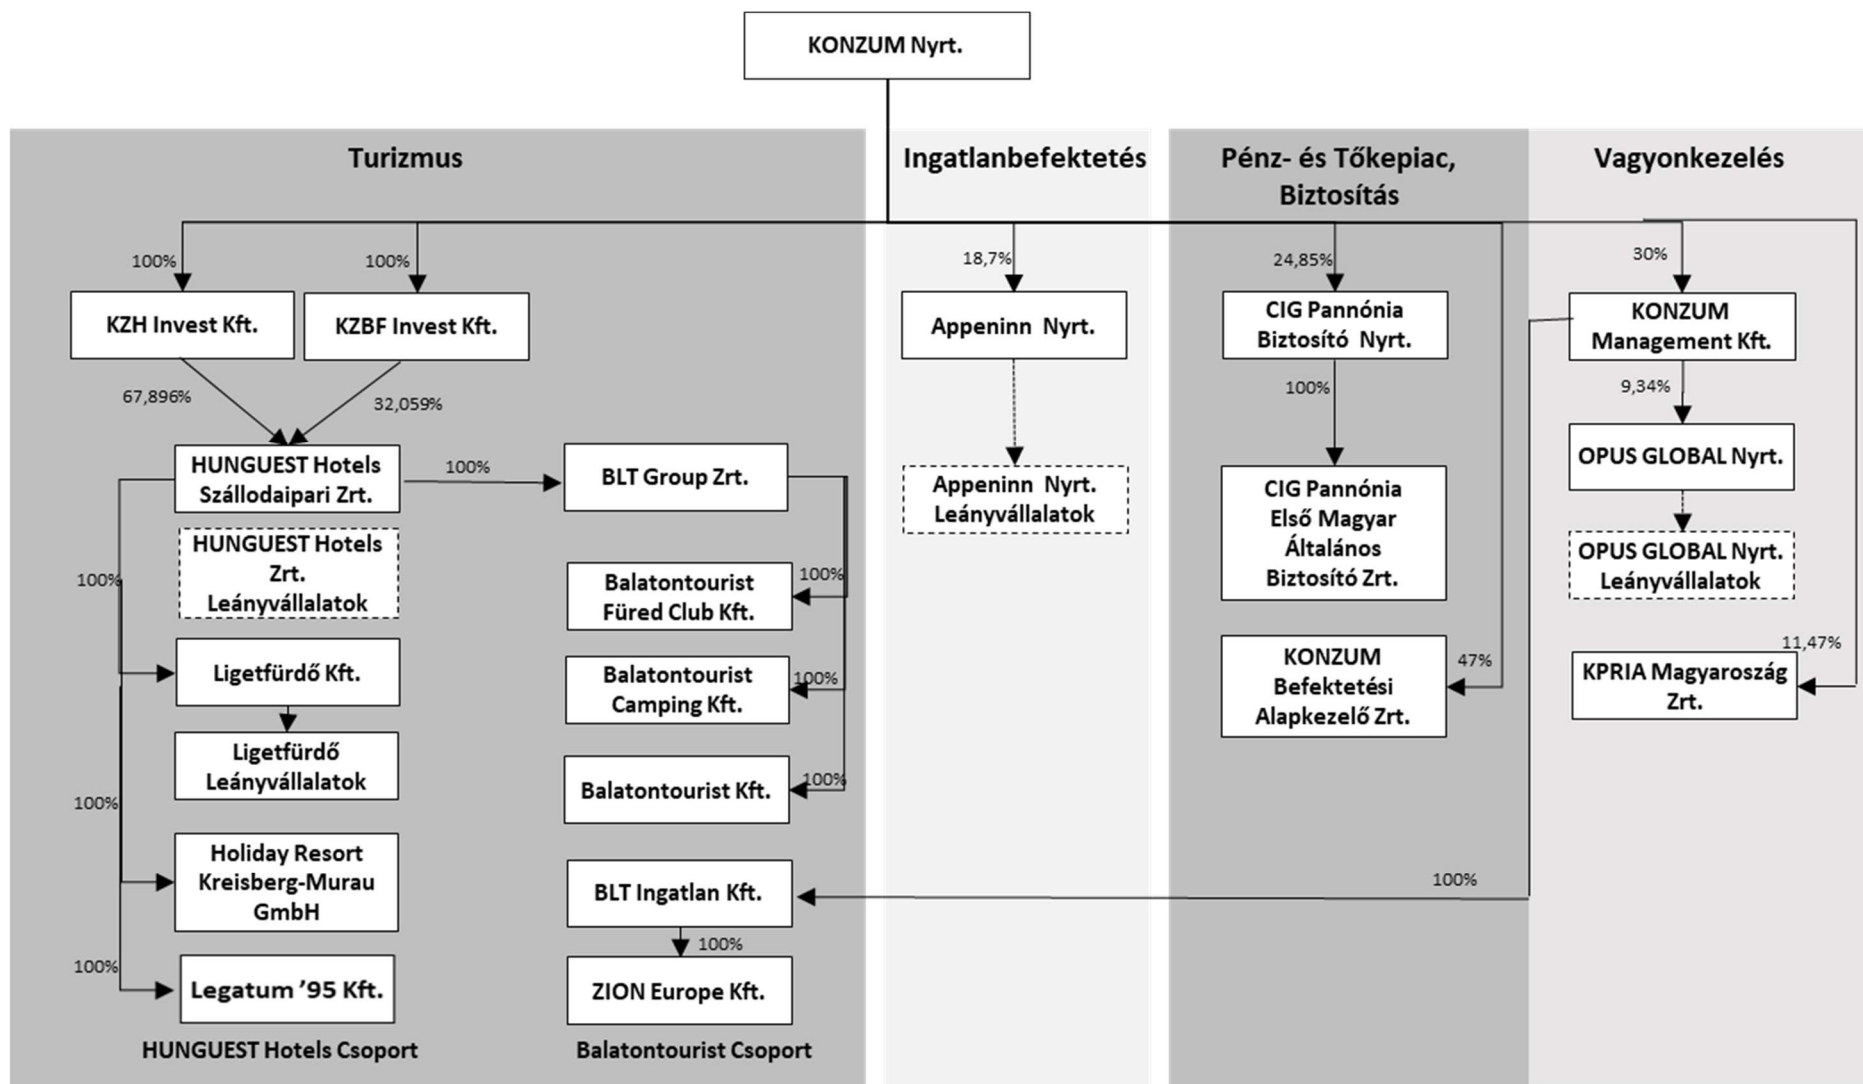 KONZUM Nyrt.
Turizmus
Ingatlanbefektetés
Pénz- és Tőkepiac,
Biztosítás
Vagyonkezelés
100%
100%
18,7%
24,85%
30%
KZH Invest Kft.
KZBF Invest Kft.
Appeninn Nyrt.
CIG Pannónia
Biztosító Nyrt.
KONZUM
Management Kft.
67,896%
32,059%
100%
9,34%
HUNGUEST Hotels
Szállodaipari Zrt.
100%
BLT Group Zrt.
Appeninn Nyrt.
Leányvállalatok
CIG Pannónia
Első Magyar
Általános
Biztosító Zrt.
OPUS GLOBAL Nyrt.
HUNGUEST Hotels
Zrt.
Leányvállalatok
OPUS GLOBAL Nyrt.
Leányvállalatok
100%
100%
Balatontourist
Füred Club Kft.
Ligetfürdő Kft.
Balatontourist
Camping Kft.
100%
KONZUM
Befektetési
Alapkezelő Zrt.
47%
11,47%
KPRIA Magyaroszág
Zrt.
Ligetfürdő
Leányvállalatok
Balatontourist Kft.
100%
100%
Holiday Resort
Kreisberg-Murau
GmbH
BLT Ingatlan Kft.
100%
100%
100%
Legatum ’95 Kft.
ZION Europe Kft.
HUNGUEST Hotels Csoport
Balatontourist Csoport